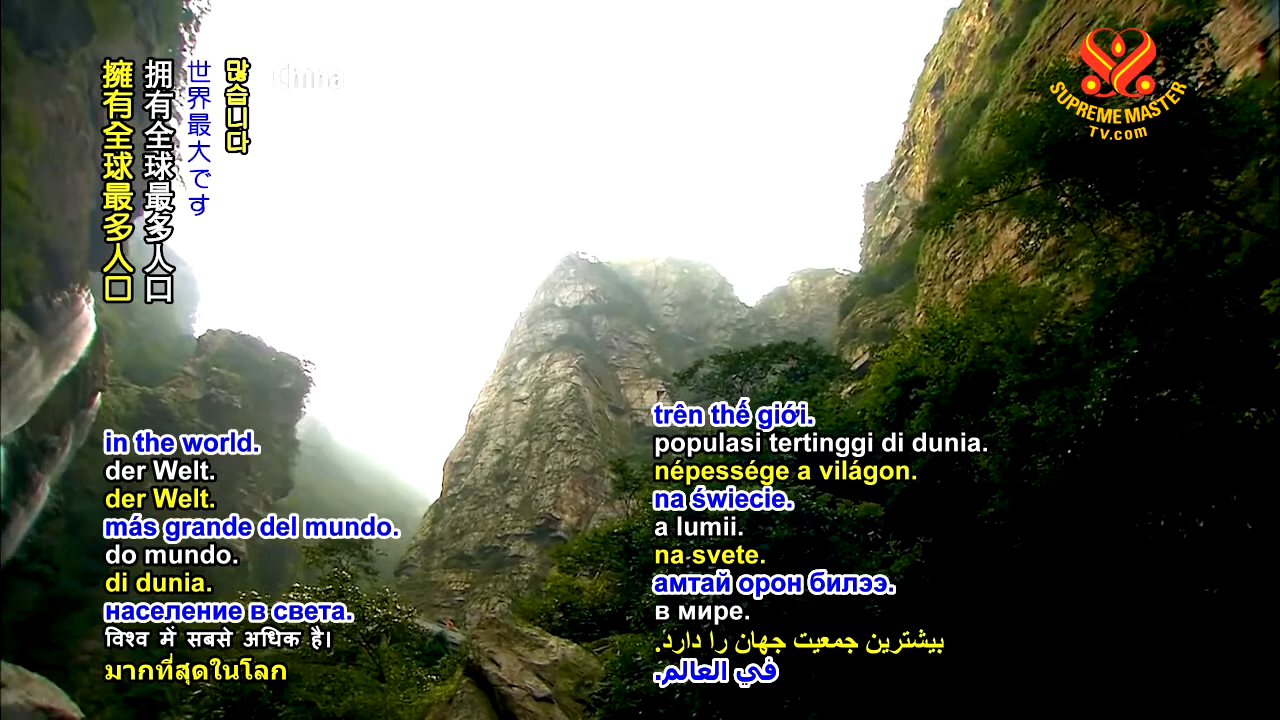 많습니다
世界最大です
拥有全球最多人口
擁有全球最多人口
China
SUPREME MASTER
TV.com
in the world.
der Welt.
der Welt.
más grande del mundo.
do mundo.
di dunia.
население в света.
विश्व में सबसे अधिक है।
มากที่สุดในโลก
trên thế giới.
populasi tertinggi di dunia.
népessége a világon.
na świecie.
a lumii.
na svete.
амтай орон билээ.
в мире.
بیشترین جمعیت جهان را دارد.
في العالم.